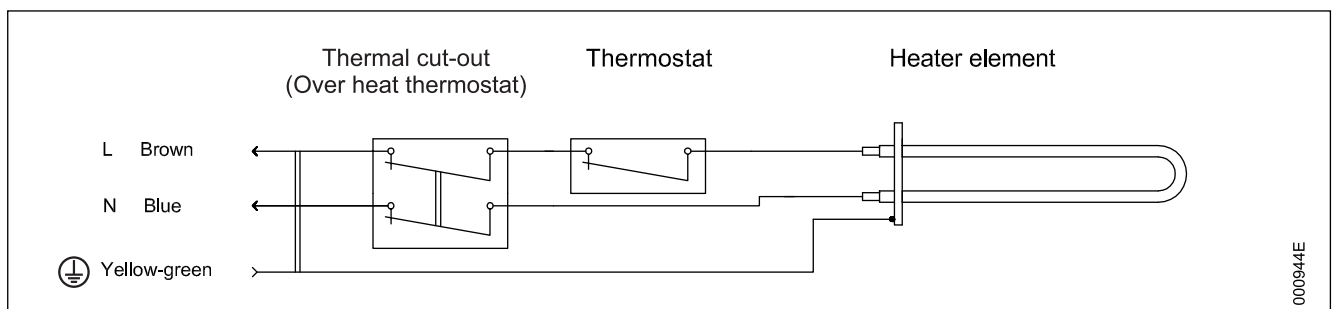 Thermal cut-out
(Over heat thermostat)
Thermostat
Heater element
L Brown
N Blue
Yellow-green
000944E